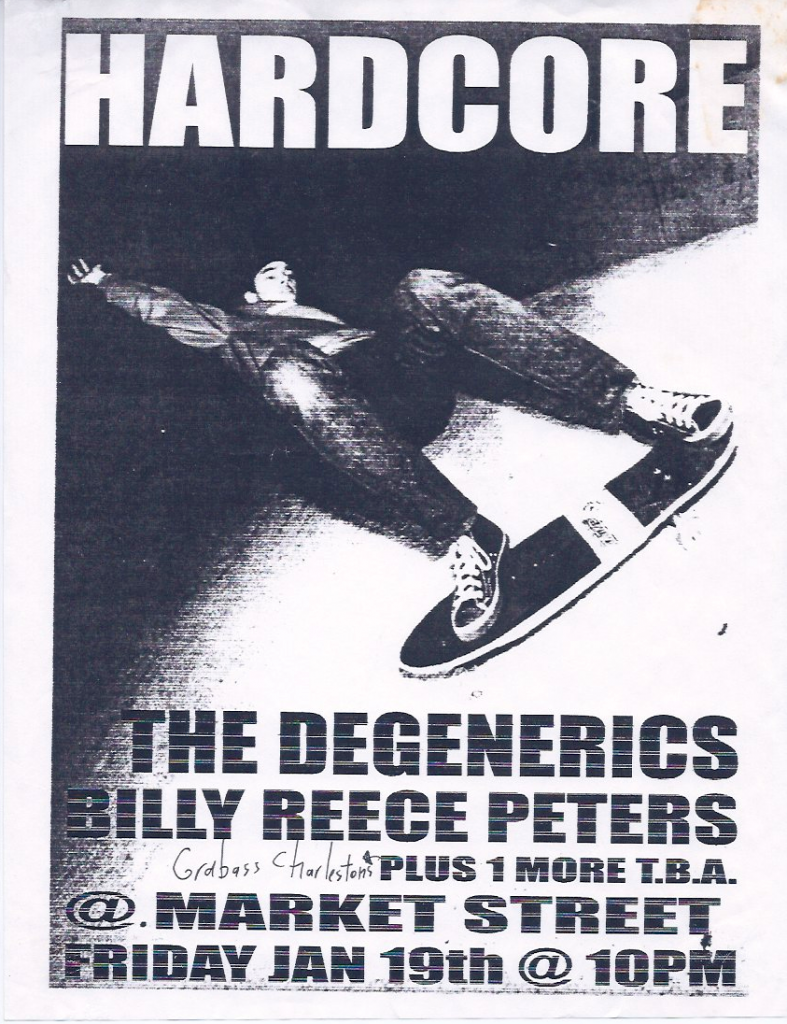 HARDCORE
THE DEGENERICS
BILLY REECE PETERS
Grabass Charlestons PLUS 1 MORE T.B.A.
@. MARKET STREET
FRIDAY JAN 19th @ 10PM